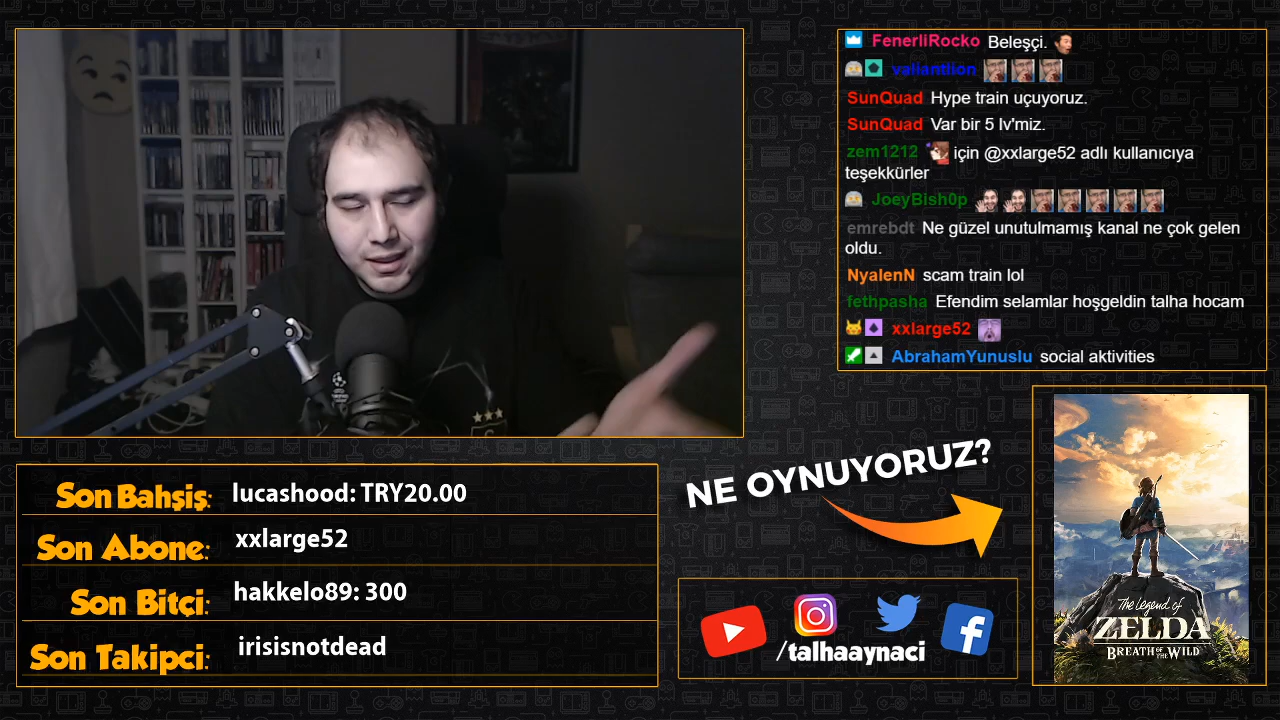 FenerliRocko Beleşçi.
valiantlion
SunQuad Hype train uçuyoruz.
SunQuad Var bir 5 lv'miz.
zem1212 için @xxlarge52 adlı kullanıcıya
teşekkürler
JoeyBish0p
emrebdt Ne güzel unutulmamış kanal ne çok gelen
oldu.
NyalenN scam train lol
fethpasha Efendim selamlar hoşgeldin talha hocam
xxlarge52
AbrahamYunuslu social aktivities
Son Bahşiş: lucashood: TRY20.00
Son Abone: xxlarge52
Son Bitçi: hakkelo89: 300
Son Takipci: irisisnotdead
NE OYNUYORUZ?
/talhaaynaci
The Legend of
ZELDA
BREATH OF THE WILD